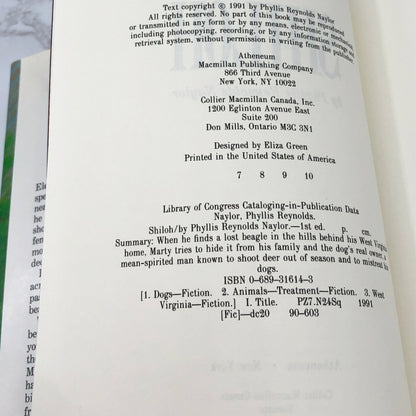 Text copyright © 1991 by Phyllis Reynolds Naylor
All rights reserved. No part of this book may be reproduced
or transmitted in any form or by any means, electronic or mechanical,
including photocopying, recording, or by any information storage and
retrieval system, without permission in writing from the publisher.
Atheneum
Macmillan Publishing Company
866 Third Avenue
New York, NY 10022
Collier Macmillan Canada, Inc.
1200 Eglinton Avenue East
Suite 200
Don Mills, Ontario M3C 3N1
Designed by Eliza Green
Printed in the United States of America
7 8 9 10
Library of Congress Cataloging-in-Publication Data
Naylor, Phyllis Reynolds.
Shiloh/by Phyllis Reynolds Naylor.—1st ed. p. cm.
Summary: When he finds a lost beagle in the hills behind his West Virginia
home, Marty tries to hide it from his family and the dog's real owner, a
mean-spirited man known to shoot deer out of season and to mistreat his
dogs.
ISBN 0-689-31614-3
[1. Dogs—Fiction. 2. Animals—Treatment—Fiction. 3. West
Virginia—Fiction.] I. Title. PZ7.N24Sq 1991
[Fic]—dc20 90-603